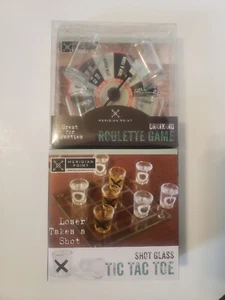 MERIDIAN POINT
Great
For
Parties
DRINKING
ROULETTE GAME
MERIDIAN
POINT
Loser
Takes a
Shot
SHOT GLASS
TIC TAC TOE